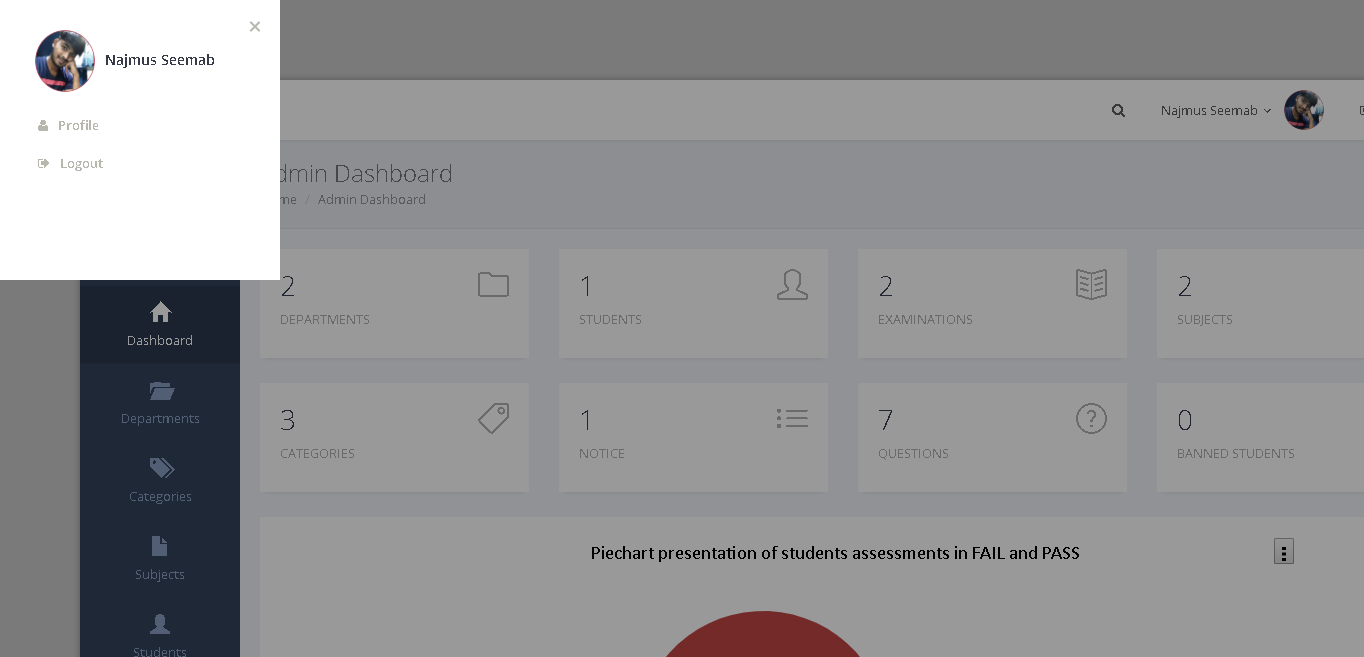 ×
Najmus Seemab
Profile
Logout
Najmus Seemab
dmin Dashboard
me / Admin Dashboard
Dashboard
Departments
Categories
Subjects
Students
2
DEPARTMENTS
1
STUDENTS
2
EXAMINATIONS
2
SUBJECTS
3
CATEGORIES
1
NOTICE
7
QUESTIONS
0
BANNED STUDENTS
Piechart presentation of students assessments in FAIL and PASS